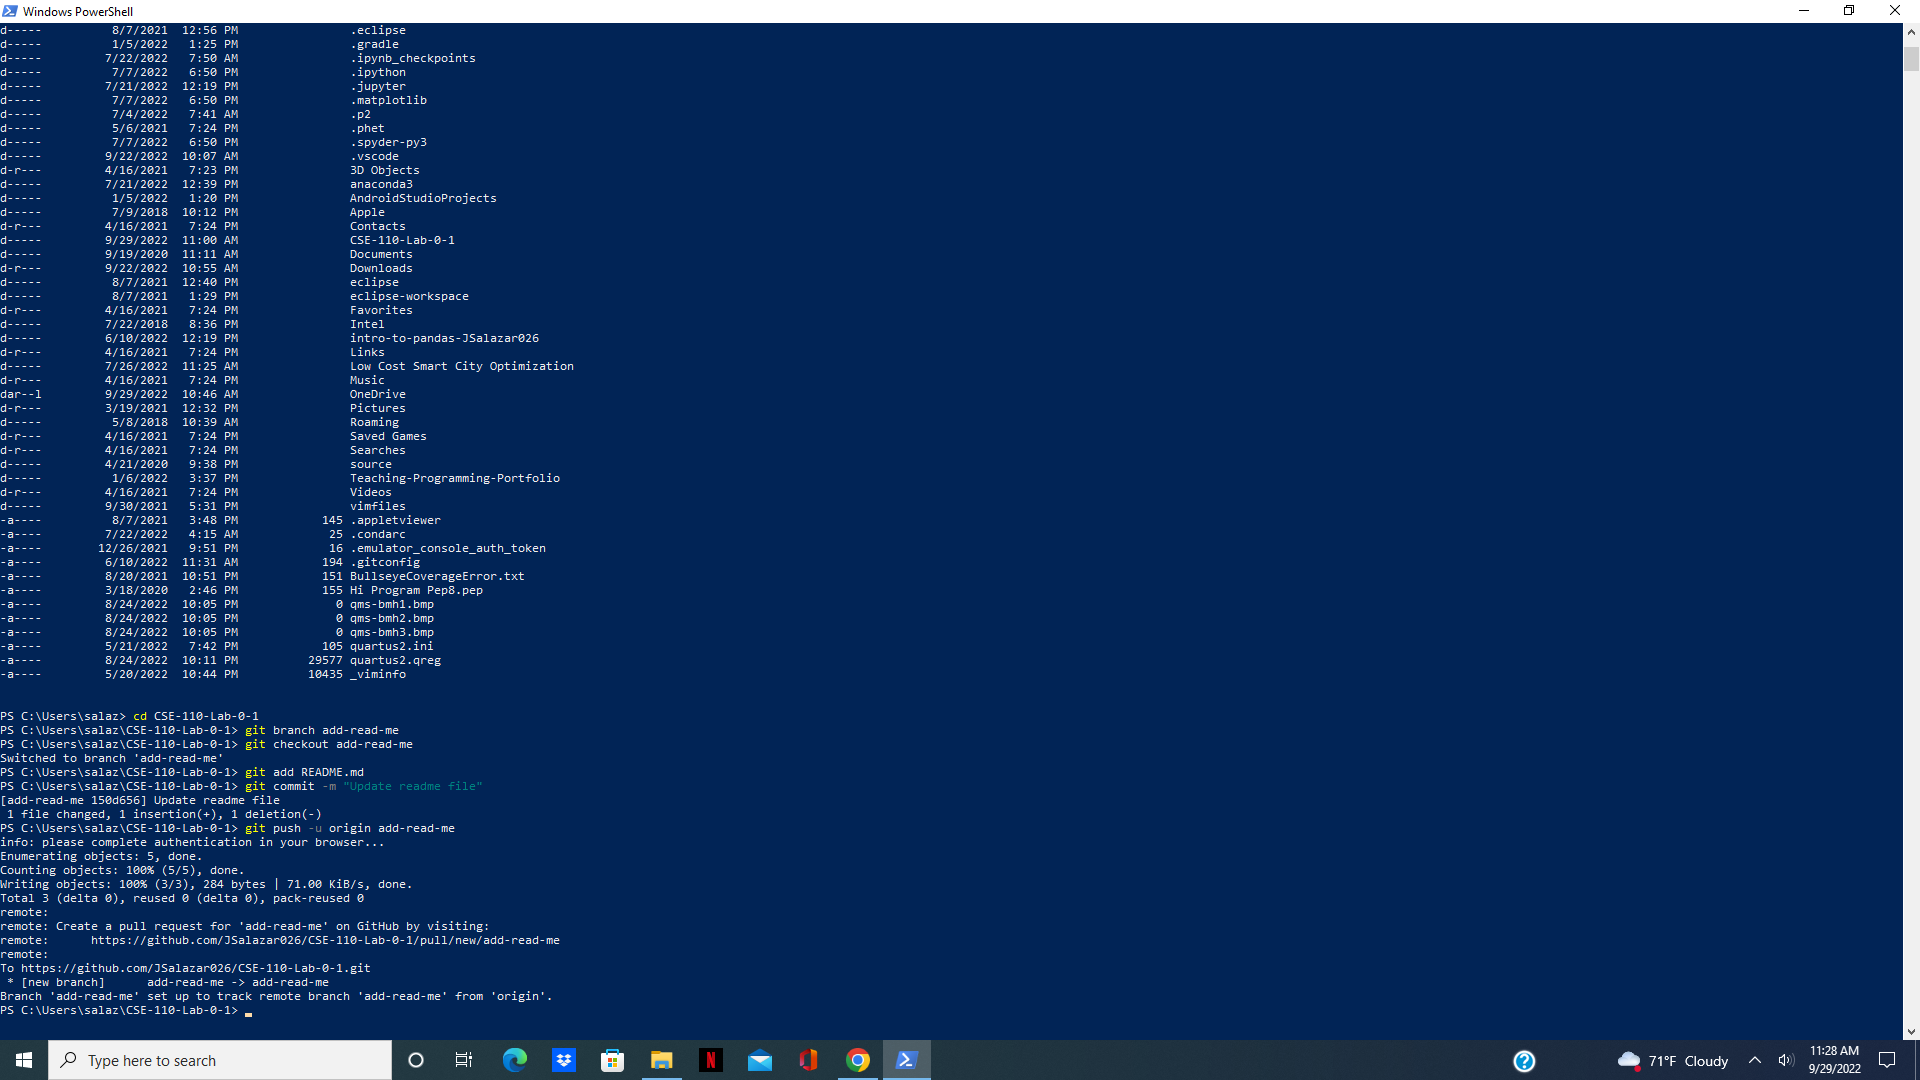 Windows PowerShell
d----- 8/7/2021 12:56 PM .eclipse
d----- 1/5/2022 1:25 PM .gradle
d----- 7/22/2022 7:50 AM .ipynb_checkpoints
d----- 7/7/2022 6:50 PM .ipython
d----- 7/21/2022 12:19 PM .jupyter
d----- 7/7/2022 6:50 PM .matplotlib
d----- 7/4/2022 7:41 AM .p2
d----- 5/6/2021 7:24 PM .phet
d----- 7/7/2022 6:50 PM .spyder-py3
d----- 9/22/2022 10:07 AM .vscode
d-r--- 4/16/2021 7:23 PM 3D Objects
d----- 7/21/2022 12:39 PM anaconda3
d----- 1/5/2022 1:20 PM AndroidStudioProjects
d----- 7/9/2018 10:12 PM Apple
d-r--- 4/16/2021 7:24 PM Contacts
d----- 9/29/2022 11:00 AM CSE-110-Lab-0-1
d----- 9/19/2020 11:11 AM Documents
d-r--- 9/22/2022 10:55 AM Downloads
d----- 8/7/2021 12:40 PM eclipse
d----- 8/7/2021 1:29 PM eclipse-workspace
d-r--- 4/16/2021 7:24 PM Favorites
d----- 7/22/2018 8:36 PM Intel
d----- 6/10/2022 12:19 PM intro-to-pandas-JSalazar026
d-r--- 4/16/2021 7:24 PM Links
d----- 7/26/2022 11:25 AM Low Cost Smart City Optimization
d-r--- 4/16/2021 7:24 PM Music
dar--l 9/29/2022 10:46 AM OneDrive
d-r--- 3/19/2021 12:32 PM Pictures
d----- 5/8/2018 10:39 AM Roaming
d-r--- 4/16/2021 7:24 PM Saved Games
d-r--- 4/16/2021 7:24 PM Searches
d----- 4/21/2020 9:38 PM source
d----- 1/6/2022 3:37 PM Teaching-Programming-Portfolio
d-r--- 4/16/2021 7:24 PM Videos
d----- 9/30/2021 5:31 PM vimfiles
-a---- 8/7/2021 3:48 PM 145 .appletviewer
-a---- 7/22/2022 4:15 AM 25 .condarc
-a---- 12/26/2021 9:51 PM 16 .emulator_console_auth_token
-a---- 6/10/2022 11:31 AM 194 .gitconfig
-a---- 8/20/2021 10:51 PM 151 BullseyeCoverageError.txt
-a---- 3/18/2020 2:46 PM 155 Hi Program Pep8.pep
-a---- 8/24/2022 10:05 PM 0 qms-bmh1.bmp
-a---- 8/24/2022 10:05 PM 0 qms-bmh2.bmp
-a---- 8/24/2022 10:05 PM 0 qms-bmh3.bmp
-a---- 5/21/2022 7:42 PM 105 quartus2.ini
-a---- 8/24/2022 10:11 PM 29577 quartus2.qreg
-a---- 5/20/2022 10:44 PM 10435 _viminfo
PS C:\Users\salaz> cd CSE-110-Lab-0-1
PS C:\Users\salaz\CSE-110-Lab-0-1> git branch add-read-me
PS C:\Users\salaz\CSE-110-Lab-0-1> git checkout add-read-me
Switched to branch 'add-read-me'
PS C:\Users\salaz\CSE-110-Lab-0-1> git add README.md
PS C:\Users\salaz\CSE-110-Lab-0-1> git commit -m "Update readme file"
[add-read-me 150d656] Update readme file
1 file changed, 1 insertion(+), 1 deletion(-)
PS C:\Users\salaz\CSE-110-Lab-0-1> git push -u origin add-read-me
info: please complete authentication in your browser...
Enumerating objects: 5, done.
Counting objects: 100% (5/5), done.
Writing objects: 100% (3/3), 284 bytes | 71.00 KiB/s, done.
Total 3 (delta 0), reused 0 (delta 0), pack-reused 0
remote:
remote: Create a pull request for 'add-read-me' on GitHub by visiting:
remote: https://github.com/JSalazar026/CSE-110-Lab-0-1/pull/new/add-read-me
remote:
To https://github.com/JSalazar026/CSE-110-Lab-0-1.git
* [new branch] add-read-me -> add-read-me
Branch 'add-read-me' set up to track remote branch 'add-read-me' from 'origin'.
PS C:\Users\salaz\CSE-110-Lab-0-1>
Type here to search
71°F Cloudy
11:28 AM
9/29/2022